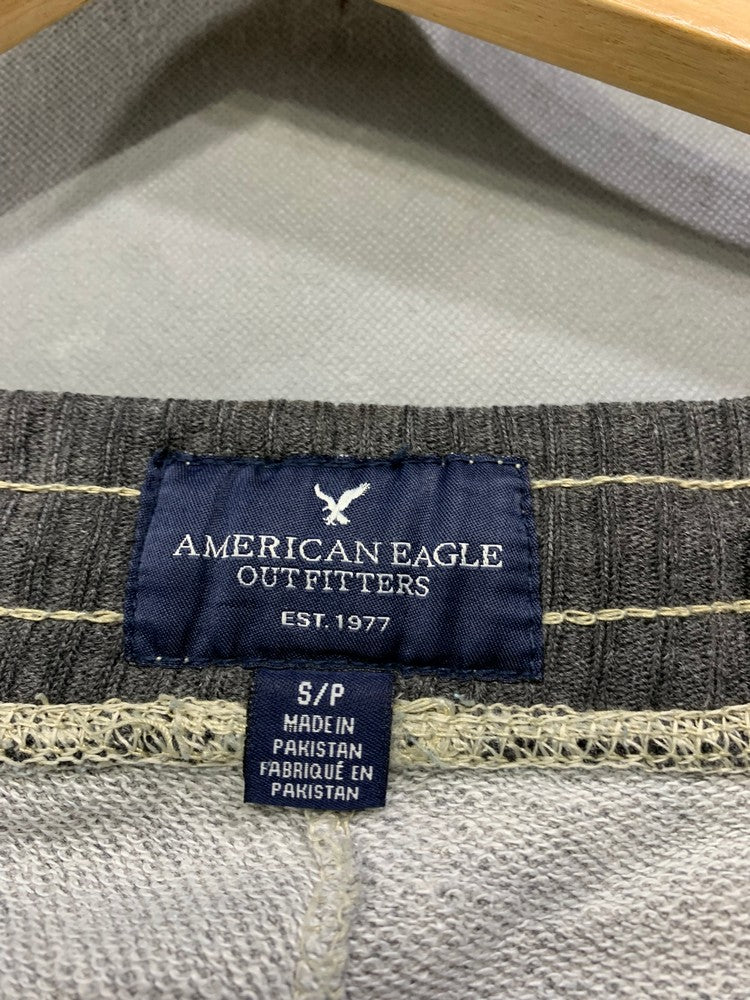 AMERICAN EAGLE
OUTFITTERS
EST. 1977
S/P
MADE IN
PAKISTAN
FABRIQUÉ EN
PAKISTAN